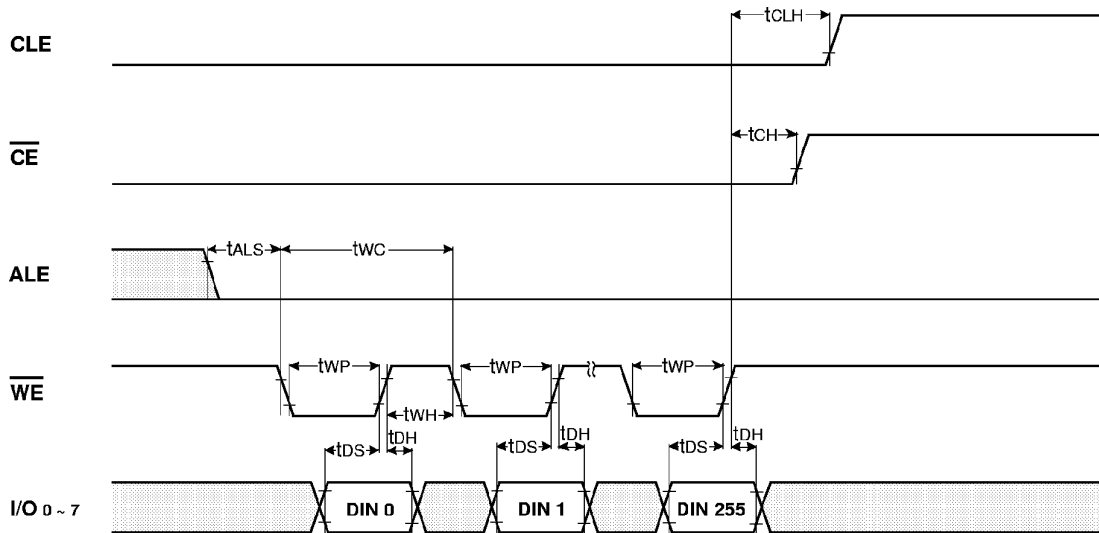 CLE
tCLH
CE
tCH
ALE
tALS
tWC
WE
tWP
tWP
tWP
tWH
tDS
tDH
tDS
tDH
tDS
tDH
I/O 0 ~ 7
DIN 0
DIN 1
DIN 255